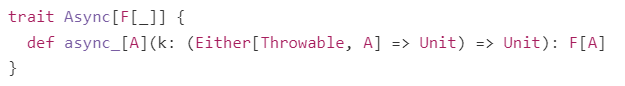 trait Async[F[_]] {
  def async_[A](k: (Either[Throwable, A] => Unit) => Unit): F[A]
}